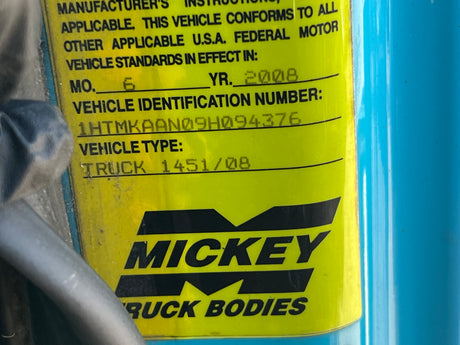 MANUFACTURER'S INSTRUCTIONS,
APPLICABLE, THIS VEHICLE CONFORMS TO ALL
OTHER APPLICABLE U.S.A. FEDERAL MOTOR
VEHICLE STANDARDS IN EFFECT IN:
MO. 6 YR. 2008
VEHICLE IDENTIFICATION NUMBER:
1HTMKAAN09H094376
VEHICLE TYPE:
TRUCK 1451/08
MICKEY
TRUCK BODIES